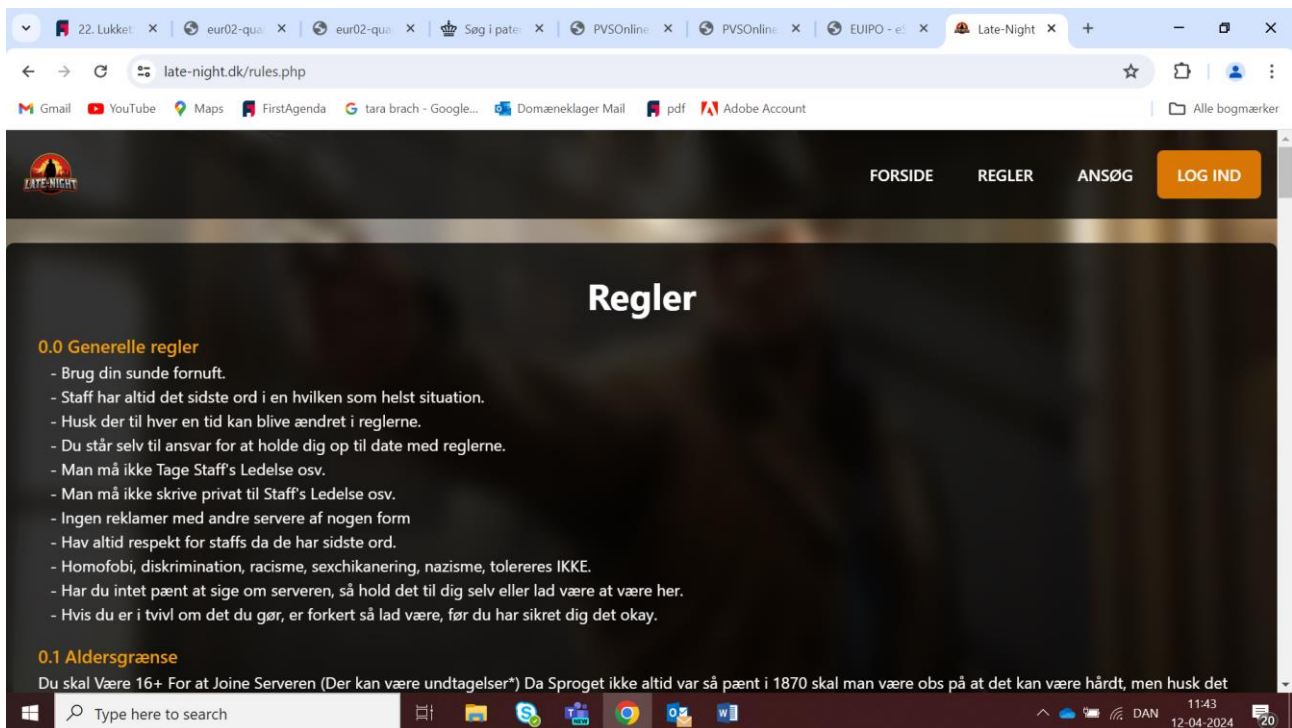 22. Lukket
eur02-qua
eur02-qua
Søg i pate
PVSOnline
PVSOnline
EUIPO - eS
Late-Night
late-night.dk/rules.php
Gmail YouTube Maps FirstAgenda tara brach - Google... Domæneklager Mail pdf Adobe Account Alle bogmærker
LATE-NIGHT
FORSIDE REGLER ANSØG LOG IND
Regler
0.0 Generelle regler
- Brug din sunde fornuft.
- Staff har altid det sidste ord i en hvilken som helst situation.
- Husk der til hver en tid kan blive ændret i reglerne.
- Du står selv til ansvar for at holde dig op til date med reglerne.
- Man må ikke Tage Staff's Ledelse osv.
- Man må ikke skrive privat til Staff's Ledelse osv.
- Ingen reklamer med andre servere af nogen form
- Hav altid respekt for staffs da de har sidste ord.
- Homofobi, diskrimination, racisme, sexchikanering, nazisme, tolereres IKKE.
- Har du intet pænt at sige om serveren, så hold det til dig selv eller lad være at være her.
- Hvis du er i tvivl om det du gør, er forkert så lad være, før du har sikret dig det okay.
0.1 Aldersgrænse
Du skal Være 16+ For at Joine Serveren (Der kan være undtagelser*) Da Sproget ikke altid var så pænt i 1870 skal man være obs på at det kan være hårdt, men husk det
Type here to search
DAN
11:43
12-04-2024
20